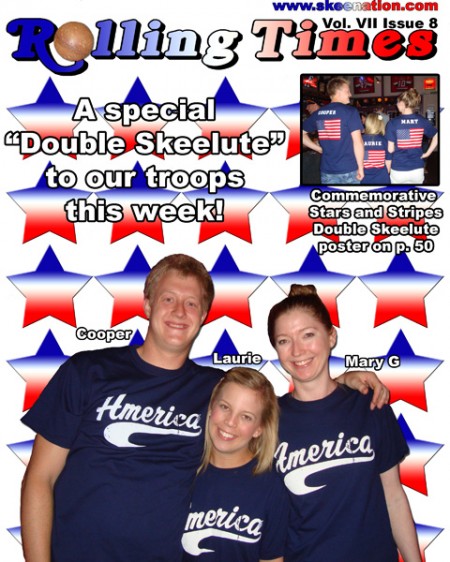 www.skeenation.com
Vol. VII Issue 8
Rolling Times
A special
“Double Skeelute”
to our troops
this week!
COOPER
LAURIE
MARY
Commemorative
Stars and Stripes
Double Skeelute
poster on p. 50
Cooper
Laurie
Mary G
America
America
America